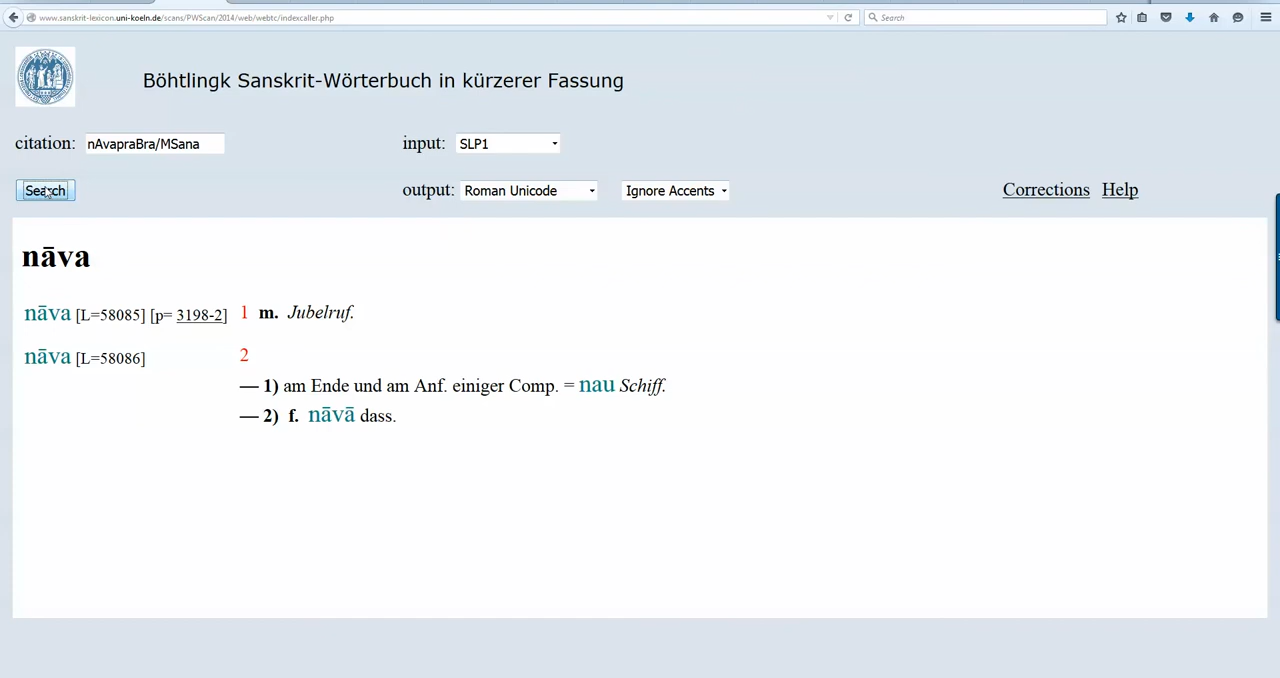 www.sanskrit-lexicon.uni-koeln.de/scans/PWScan/2014/web/webtc/indexcaller.php
Search
Böhtlingk Sanskrit-Wörterbuch in kürzerer Fassung
citation: nAvapraBra/MSana input: SLP1
Search output: Roman Unicode Ignore Accents Corrections Help
nāva
nāva [L=58085] [p= 3198-2] 1 m. Jubelruf.
nāva [L=58086] 2
— 1) am Ende und am Anf. einiger Comp. = nau Schiff.
— 2) f. nāvā dass.